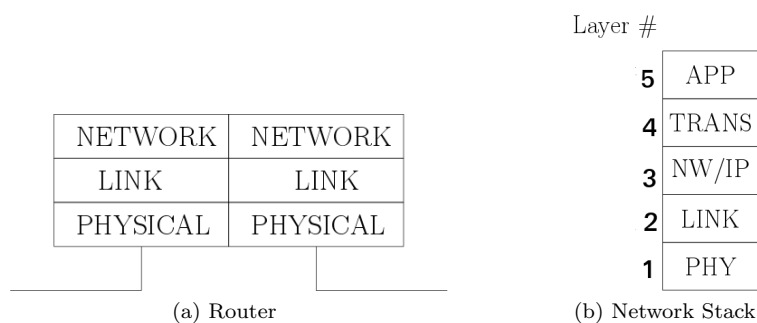 Layer #
5 APP
4 TRANS
3 NW/IP
2 LINK
1 PHY
NETWORK NETWORK
LINK LINK
PHYSICAL PHYSICAL
(a) Router
(b) Network Stack